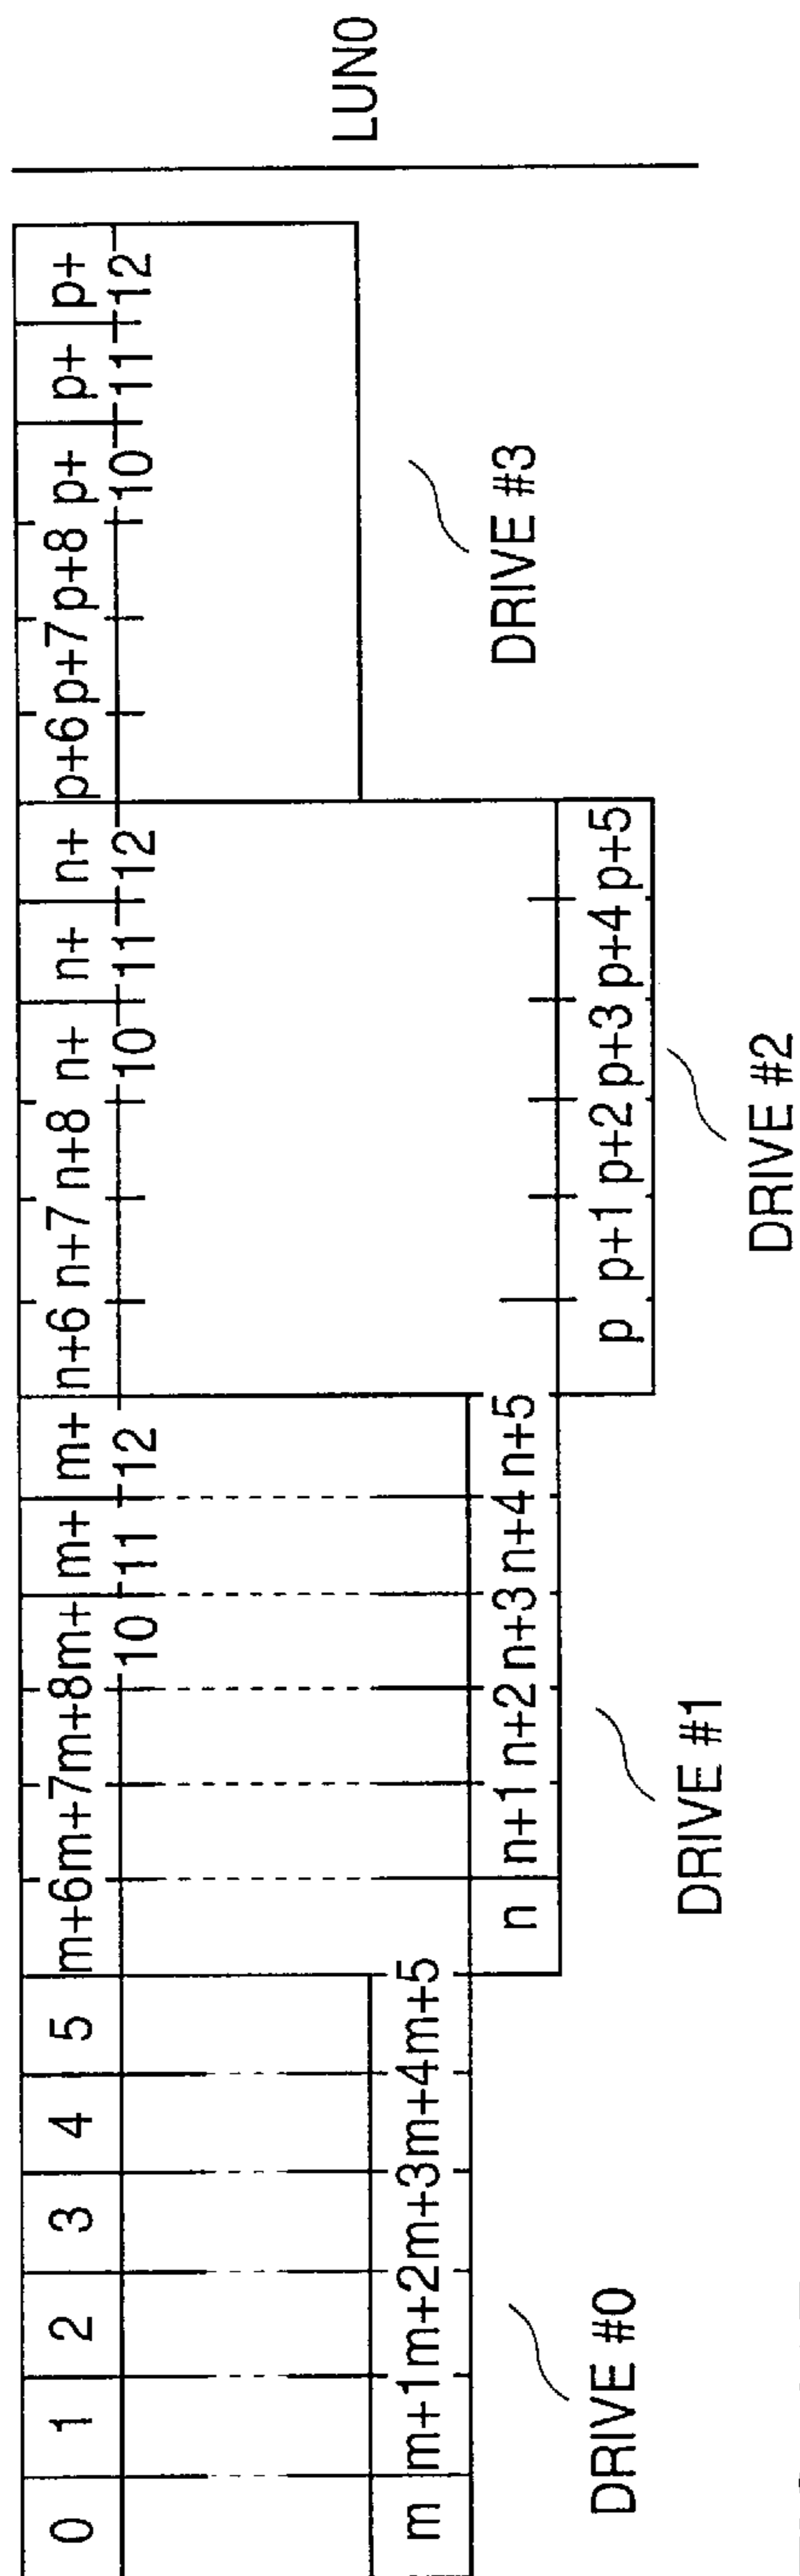 0 1 2 3 4 5 m+6 m+7 m+8 m+ m+ m+ n+6 n+7 n+8 n+ n+ n+ p+6 p+7 p+8 p+ p+ p+
10 11 12 10 11 12 10 11 12
m m+1 m+2 m+3 m+4 m+5
n n+1 n+2 n+3 n+4 n+5
p p+1 p+2 p+3 p+4 p+5
DRIVE #0
DRIVE #1
DRIVE #2
DRIVE #3
LUN0